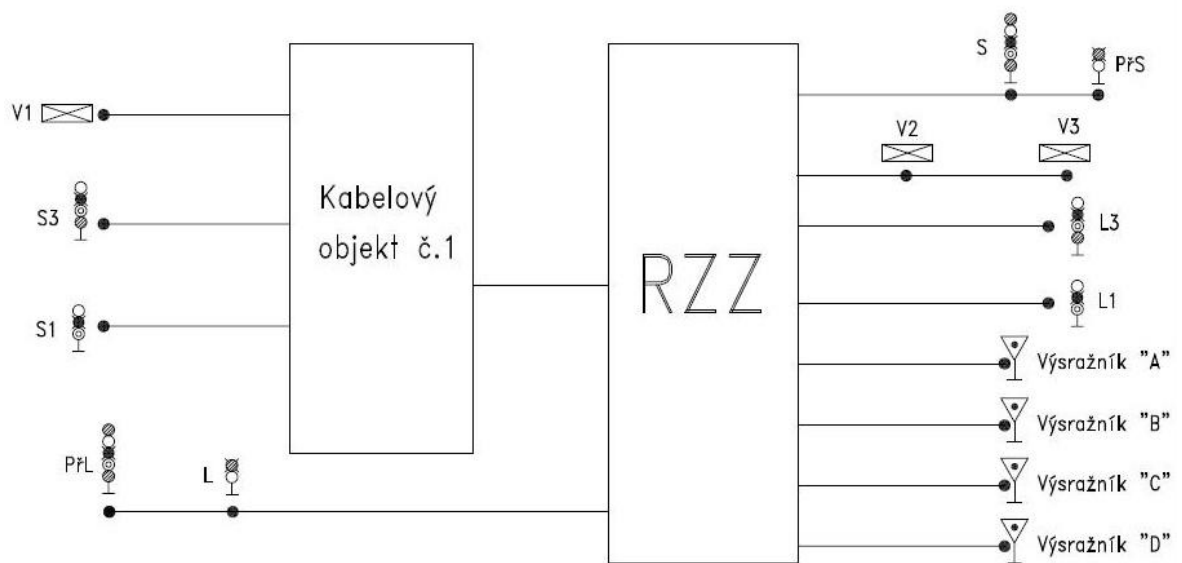 S
PřS
V1
V2
V3
Kabelový
objekt č.1
S3
L3
RZZ
S1
L1
Výsražník "A"
Výsražník "B"
PřL
L
Výsražník "C"
Výsražník "D"